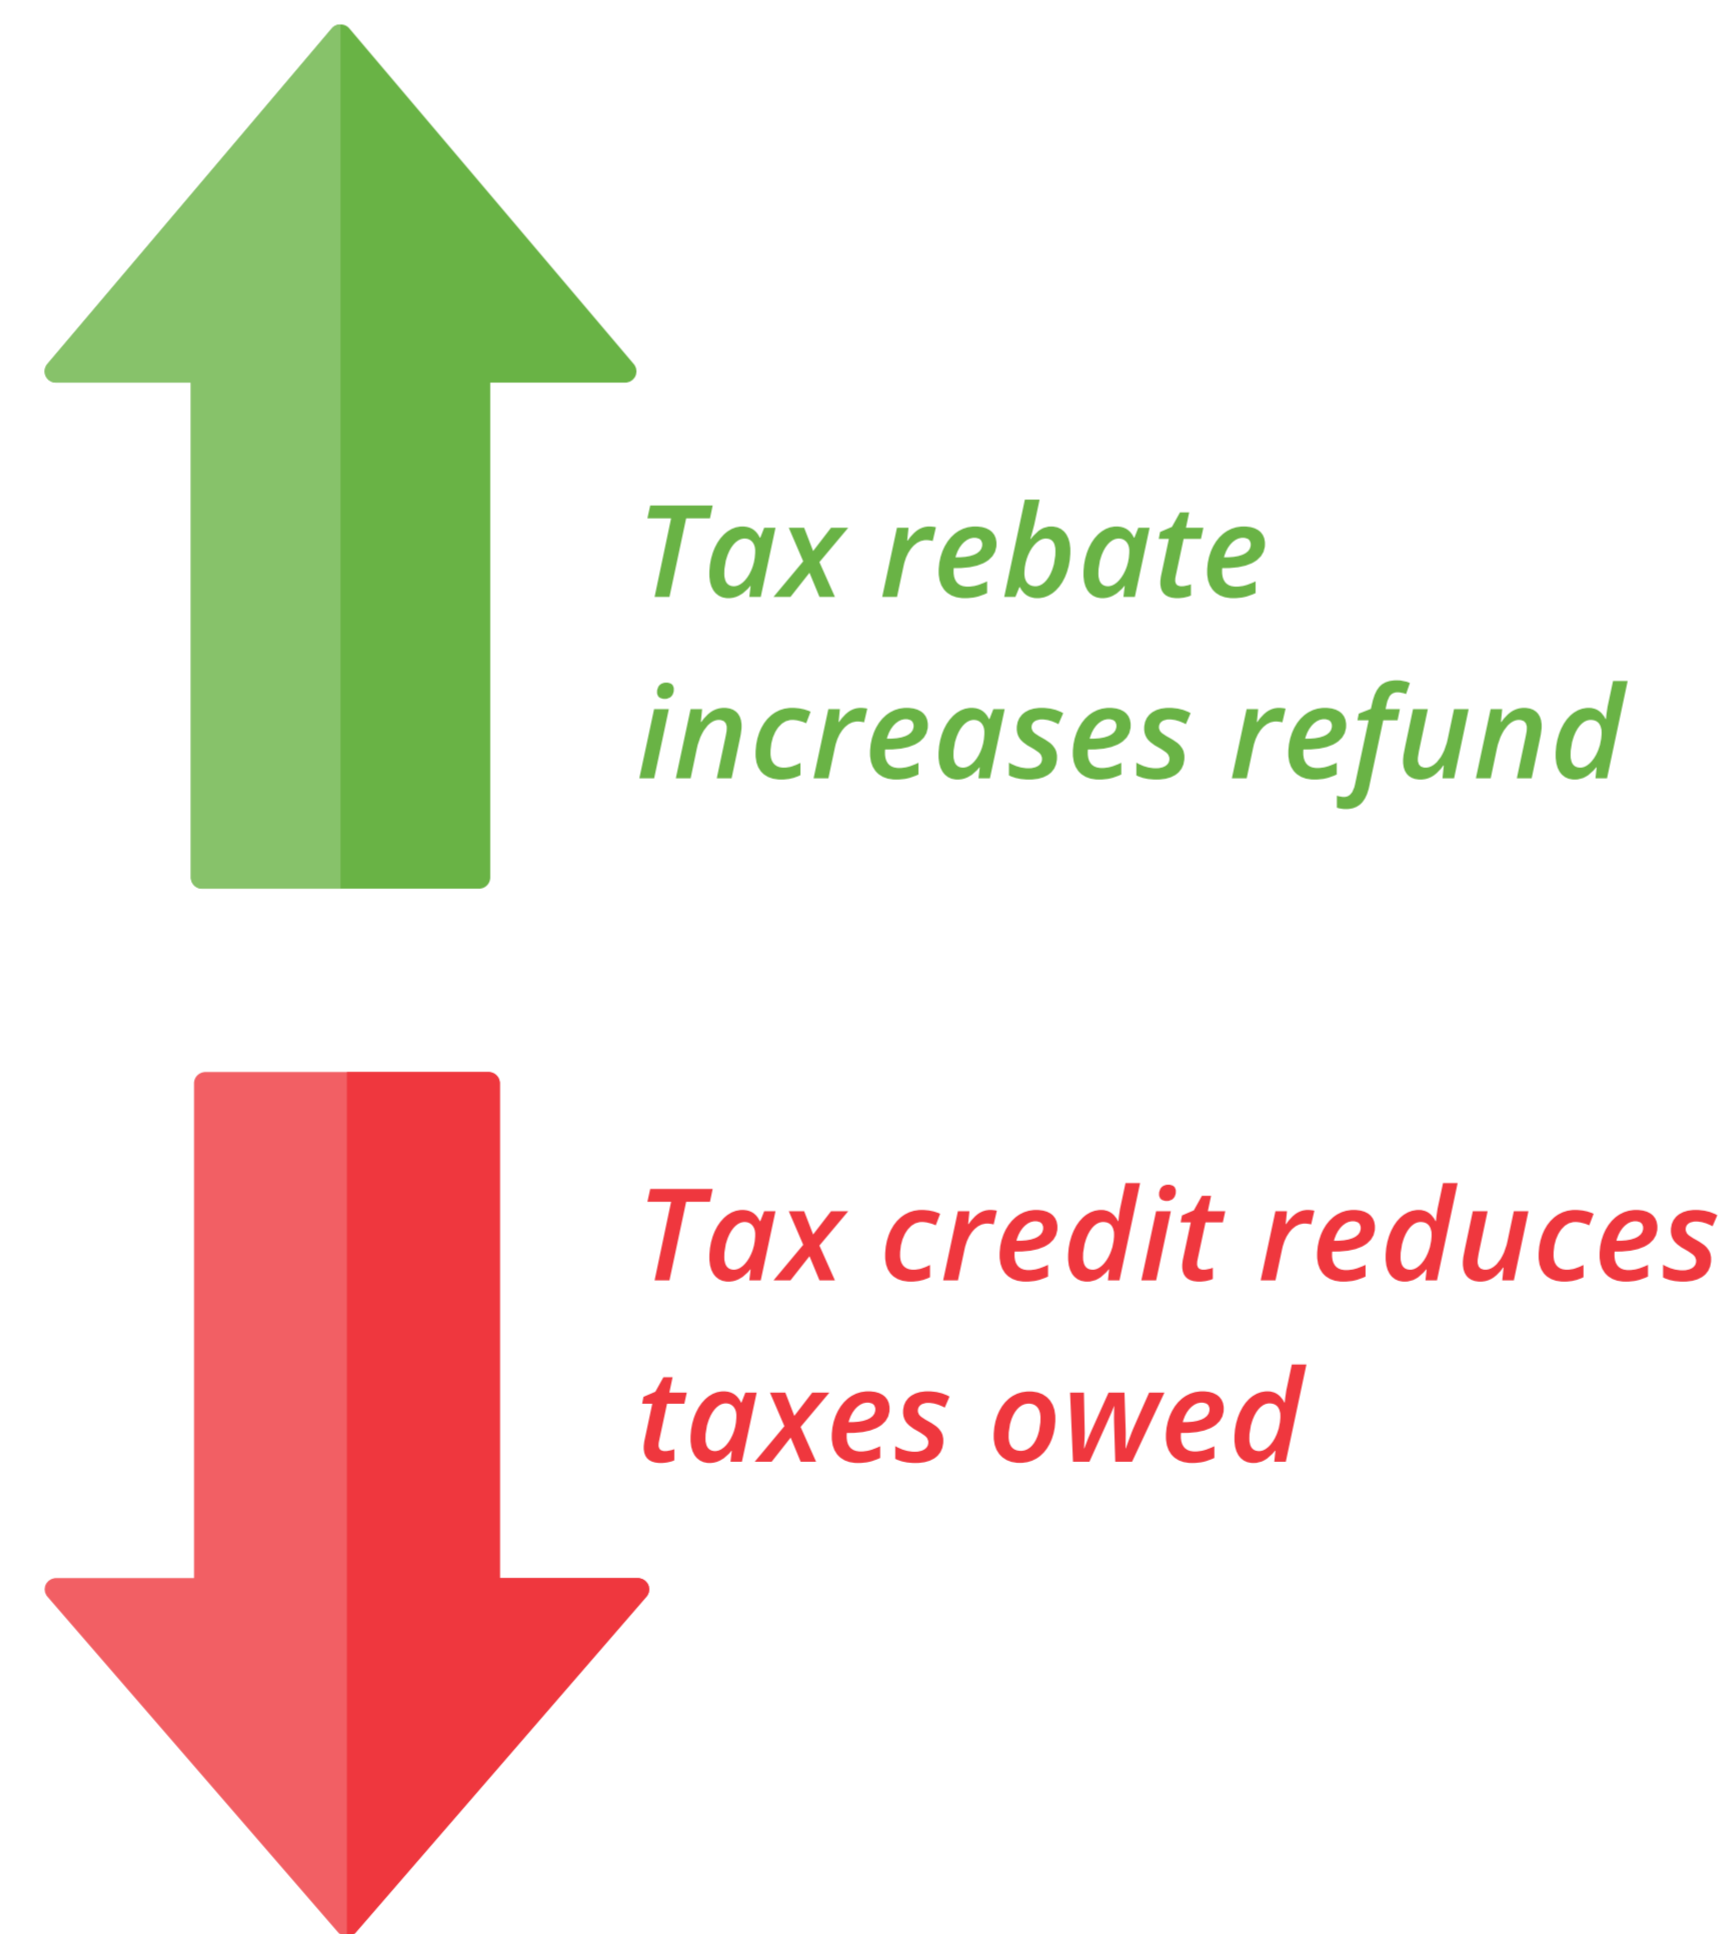 Tax rebate
increases refund
Tax credit reduces
taxes owed